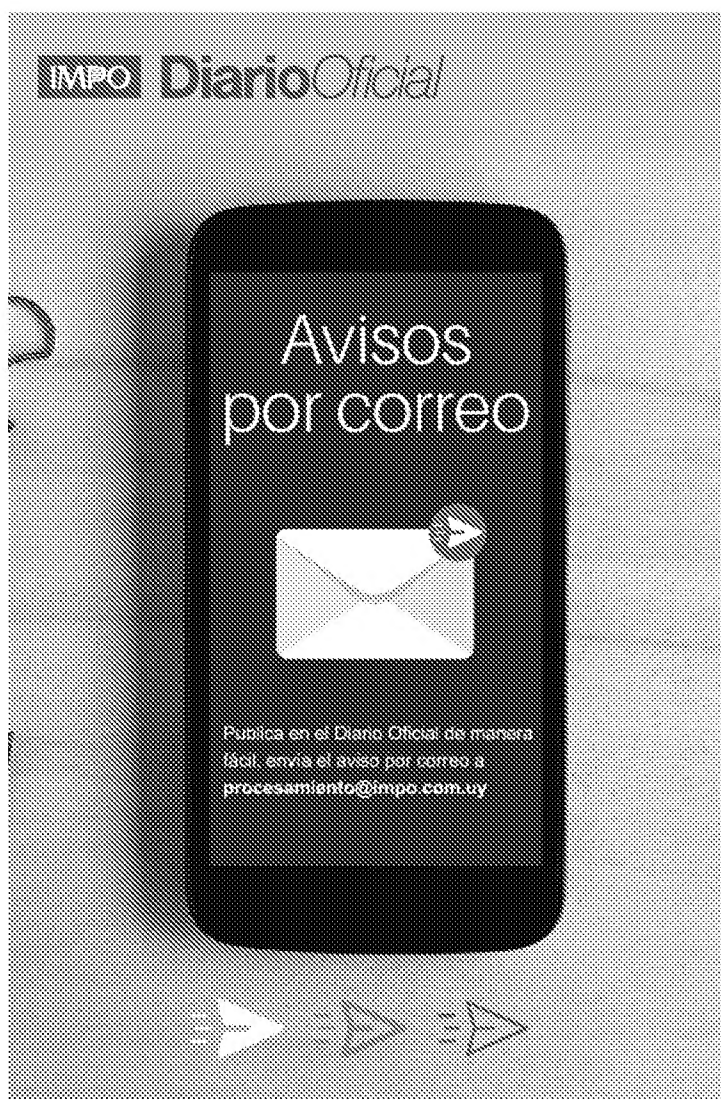 IMPO DiarioOficial
Avisos
por correo
Publica en el Diario Oficial de manera
fácil, envía el aviso por correo a
procesamiento@impo.com.uy